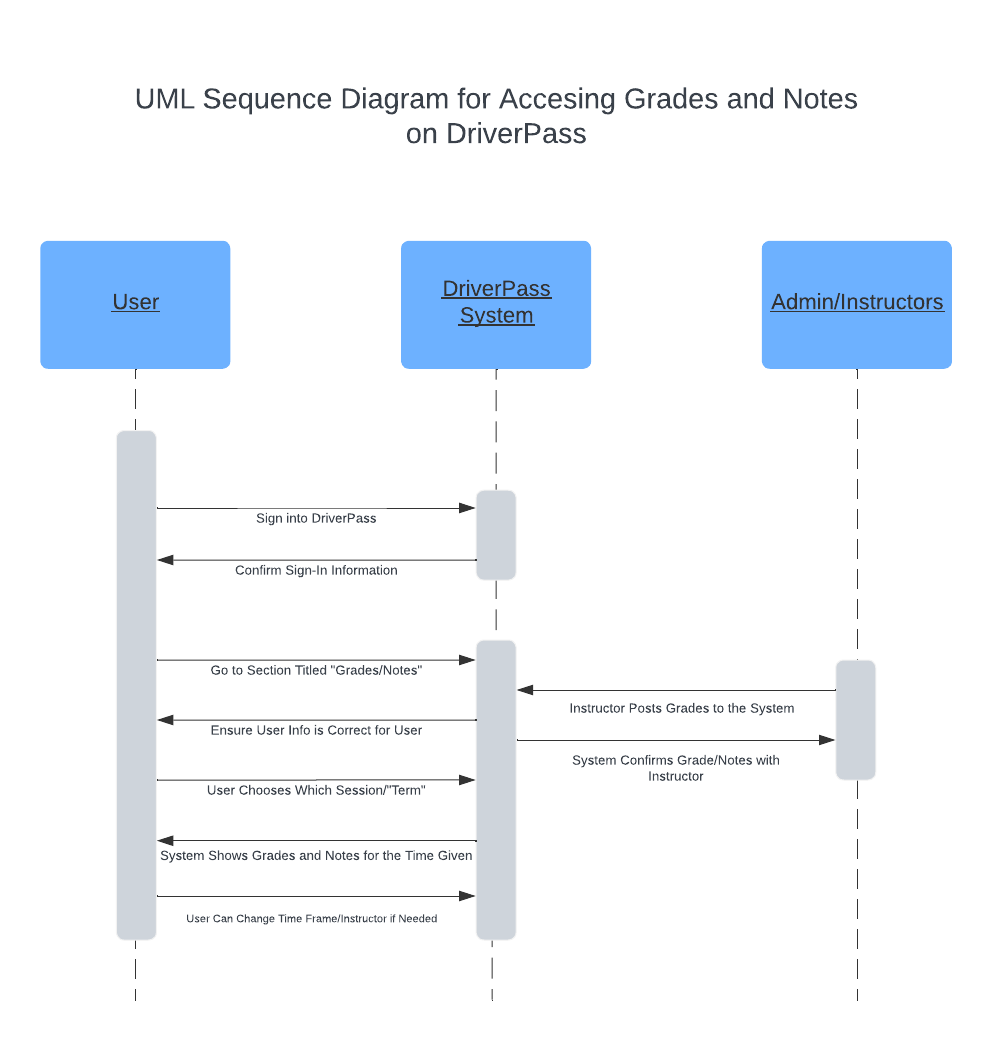 UML Sequence Diagram for Accesing Grades and Notes
on DriverPass
User
DriverPass
System
Admin/Instructors
Sign into DriverPass
Confirm Sign-In Information
Go to Section Titled "Grades/Notes"
Instructor Posts Grades to the System
Ensure User Info is Correct for User
System Confirms Grade/Notes with
Instructor
User Chooses Which Session/"Term"
System Shows Grades and Notes for the Time Given
User Can Change Time Frame/Instructor if Needed